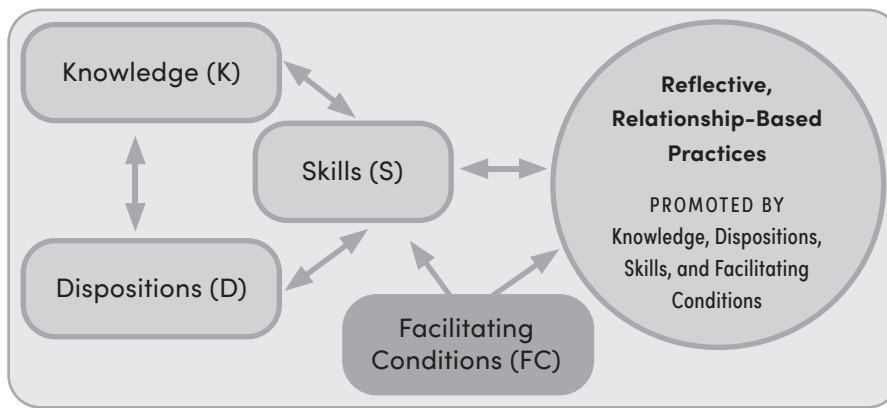 Knowledge (K)
Skills (S)
Dispositions (D)
Facilitating
Conditions (FC)
Reflective,
Relationship-Based
Practices
PROMOTED BY
Knowledge, Dispositions,
Skills, and Facilitating
Conditions